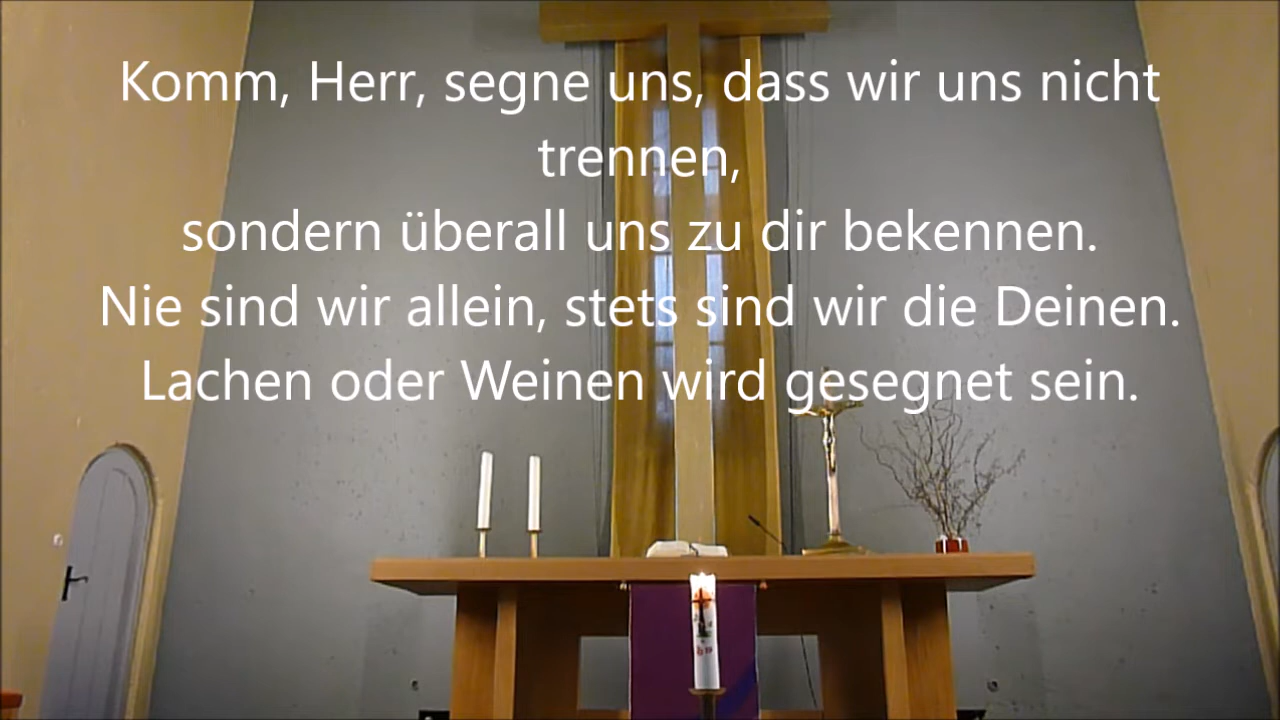 Komm, Herr, segne uns, dass wir uns nicht
trennen,
sondern überall uns zu dir bekennen.
Nie sind wir allein, stets sind wir die Deinen.
Lachen oder Weinen wird gesegnet sein.